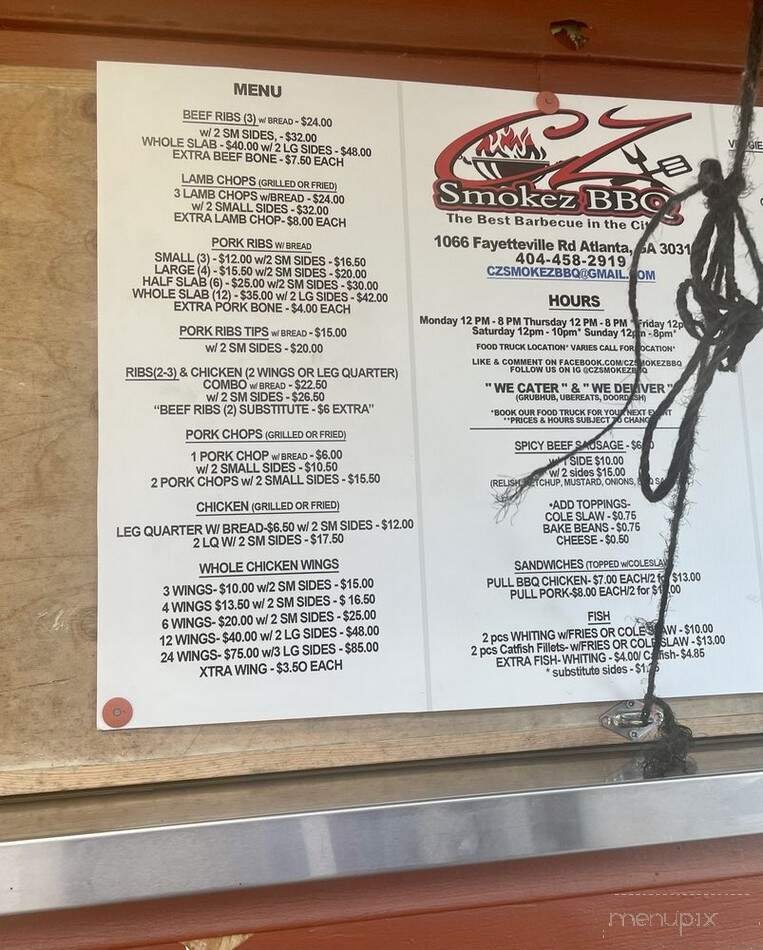 MENU
BEEF RIBS (3) w/ BREAD - $24.00
w/ 2 SM SIDES, - $32.00
WHOLE SLAB - $40.00 w/ 2 LG SIDES - $48.00
EXTRA BEEF BONE - $7.50 EACH
LAMB CHOPS (GRILLED OR FRIED)
3 LAMB CHOPS w/BREAD - $24.00
w/ 2 SMALL SIDES - $32.00
EXTRA LAMB CHOP- $8.00 EACH
PORK RIBS W/ BREAD
SMALL (3) - $12.00 w/2 SM SIDES - $16.50
LARGE (4) - $15.50 w/2 SM SIDES - $20.00
HALF SLAB (6) - $25.00 w/2 SM SIDES - $30.00
WHOLE SLAB (12) - $35.00 w/ 2 LG SIDES - $42.00
EXTRA PORK BONE - $4.00 EACH
PORK RIBS TIPS w/ BREAD - $15.00
w/ 2 SM SIDES - $20.00
RIBS(2-3) & CHICKEN (2 WINGS OR LEG QUARTER)
COMBO w/ BREAD - $22.50
w/ 2 SM SIDES - $26.50
"BEEF RIBS (2) SUBSTITUTE - $6 EXTRA"
PORK CHOPS (GRILLED OR FRIED)
1 PORK CHOP w/ BREAD - $6.00
w/ 2 SMALL SIDES - $10.50
2 PORK CHOPS w/ 2 SMALL SIDES - $15.50
CHICKEN (GRILLED OR FRIED)
LEG QUARTER W/ BREAD-$6.50 w/ 2 SM SIDES - $12.00
2 LQ W/ 2 SM SIDES - $17.50
WHOLE CHICKEN WINGS
3 WINGS- $10.00 w/2 SM SIDES - $15.00
4 WINGS $13.50 w/ 2 SM SIDES - $ 16.50
6 WINGS- $20.00 w/ 2 SM SIDES - $25.00
12 WINGS- $40.00 w/ 2 LG SIDES - $48.00
24 WINGS- $75.00 w/3 LG SIDES - $85.00
XTRA WING - $3.50 EACH
CZ
Smokez BBQ
The Best Barbecue in the City
1066 Fayetteville Rd Atlanta, GA 3031
404-458-2919
CZSMOKEZBBQ@GMAIL.COM
HOURS
Monday 12 PM - 8 PM Thursday 12 PM - 8 PM *Friday 12p
Saturday 12pm - 10pm* Sunday 12pm - 8pm*
FOOD TRUCK LOCATION* VARIES CALL FOR LOCATION*
LIKE & COMMENT ON FACEBOOK.COM/CZSMOKEZBBQ
FOLLOW US ON IG @CZSMOKEZBBQ
" WE CATER " & " WE DELIVER "
(GRUBHUB, UBEREATS, DOORDASH)
*BOOK OUR FOOD TRUCK FOR YOUR NEXT EVENT
**PRICES & HOURS SUBJECT TO CHANGE
SPICY BEEF SAUSAGE -
w/ 1 SIDE $10.00
w/ 2 sides $15.00
(RELISH, KETCHUP, MUSTARD, ONIONS,
*ADD TOPPINGS-
COLE SLAW - $0.75
BAKE BEANS - $0.75
CHEESE - $0.50
SANDWICHES (TOPPED w/COLESLAW
PULL BBQ CHICKEN- $7.00 EACH/2 for $13.00
PULL PORK-$8.00 EACH/2 for
FISH
2 pcs WHITING w/FRIES OR COLE SLAW - $10.00
2 pcs Catfish Fillets- w/FRIES OR COLE SLAW - $13.00
EXTRA FISH- WHITING - $4.00/ Catfish- $4.85
* substitute sides -
menupix